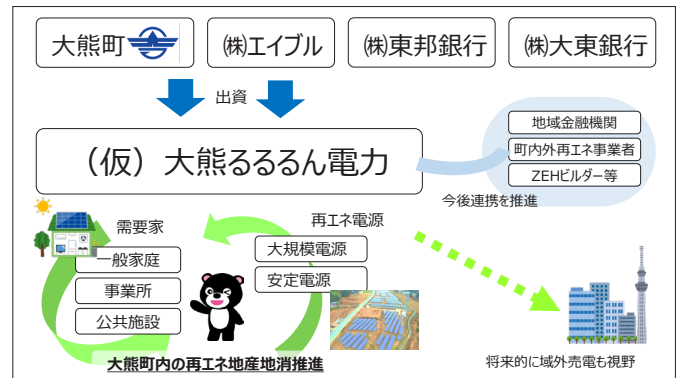 大熊町
㈱エイブル
㈱東邦銀行
㈱大東銀行
出資
（仮）大熊るるるん電力
地域金融機関
町内外再エネ事業者
ZEHビルダー等
今後連携を推進
需要家
一般家庭
事業所
公共施設
再エネ電源
大規模電源
安定電源
大熊町内の再エネ地産地消推進
将来的に域外売電も視野